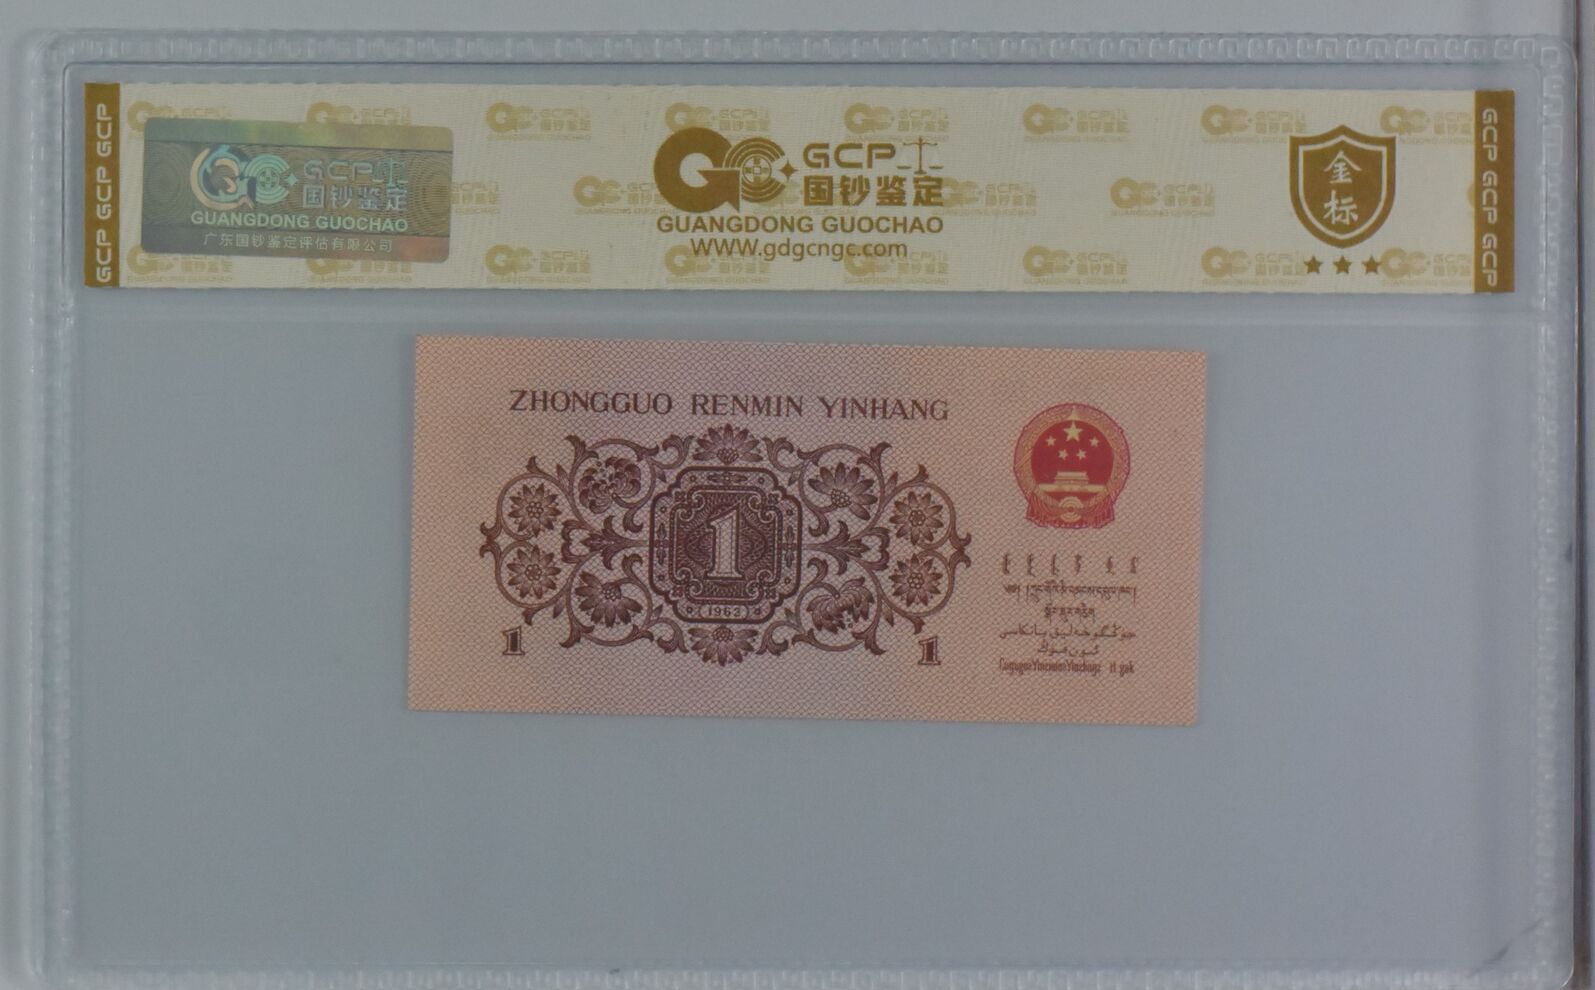 GCP GCP GCP
GCP
国钞鉴定
GUANGDONG GUOCHAO
广东国钞鉴定评估有限公司
GCP
国钞鉴定
GUANGDONG GUOCHAO
WWW.gdgcngc.com
金标
GCP GCP GCP
ZHONGGUO RENMIN YINHANG
1
(1963)
1
1